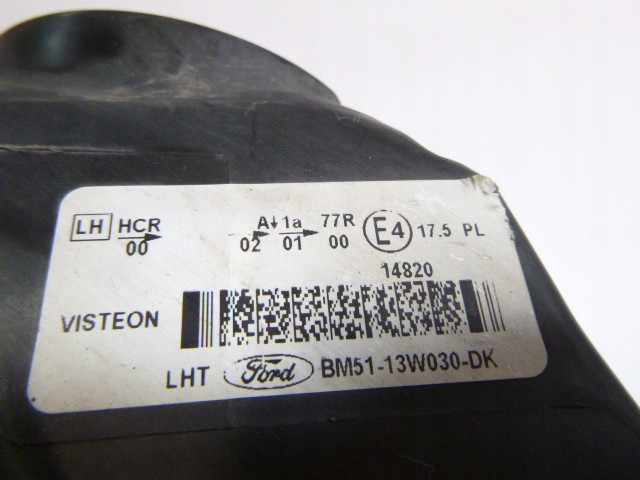 LH HCR A↓1a 77R E4 17.5 PL
00 02 01 00
14820
VISTEON
LHT Ford BM51-13W030-DK